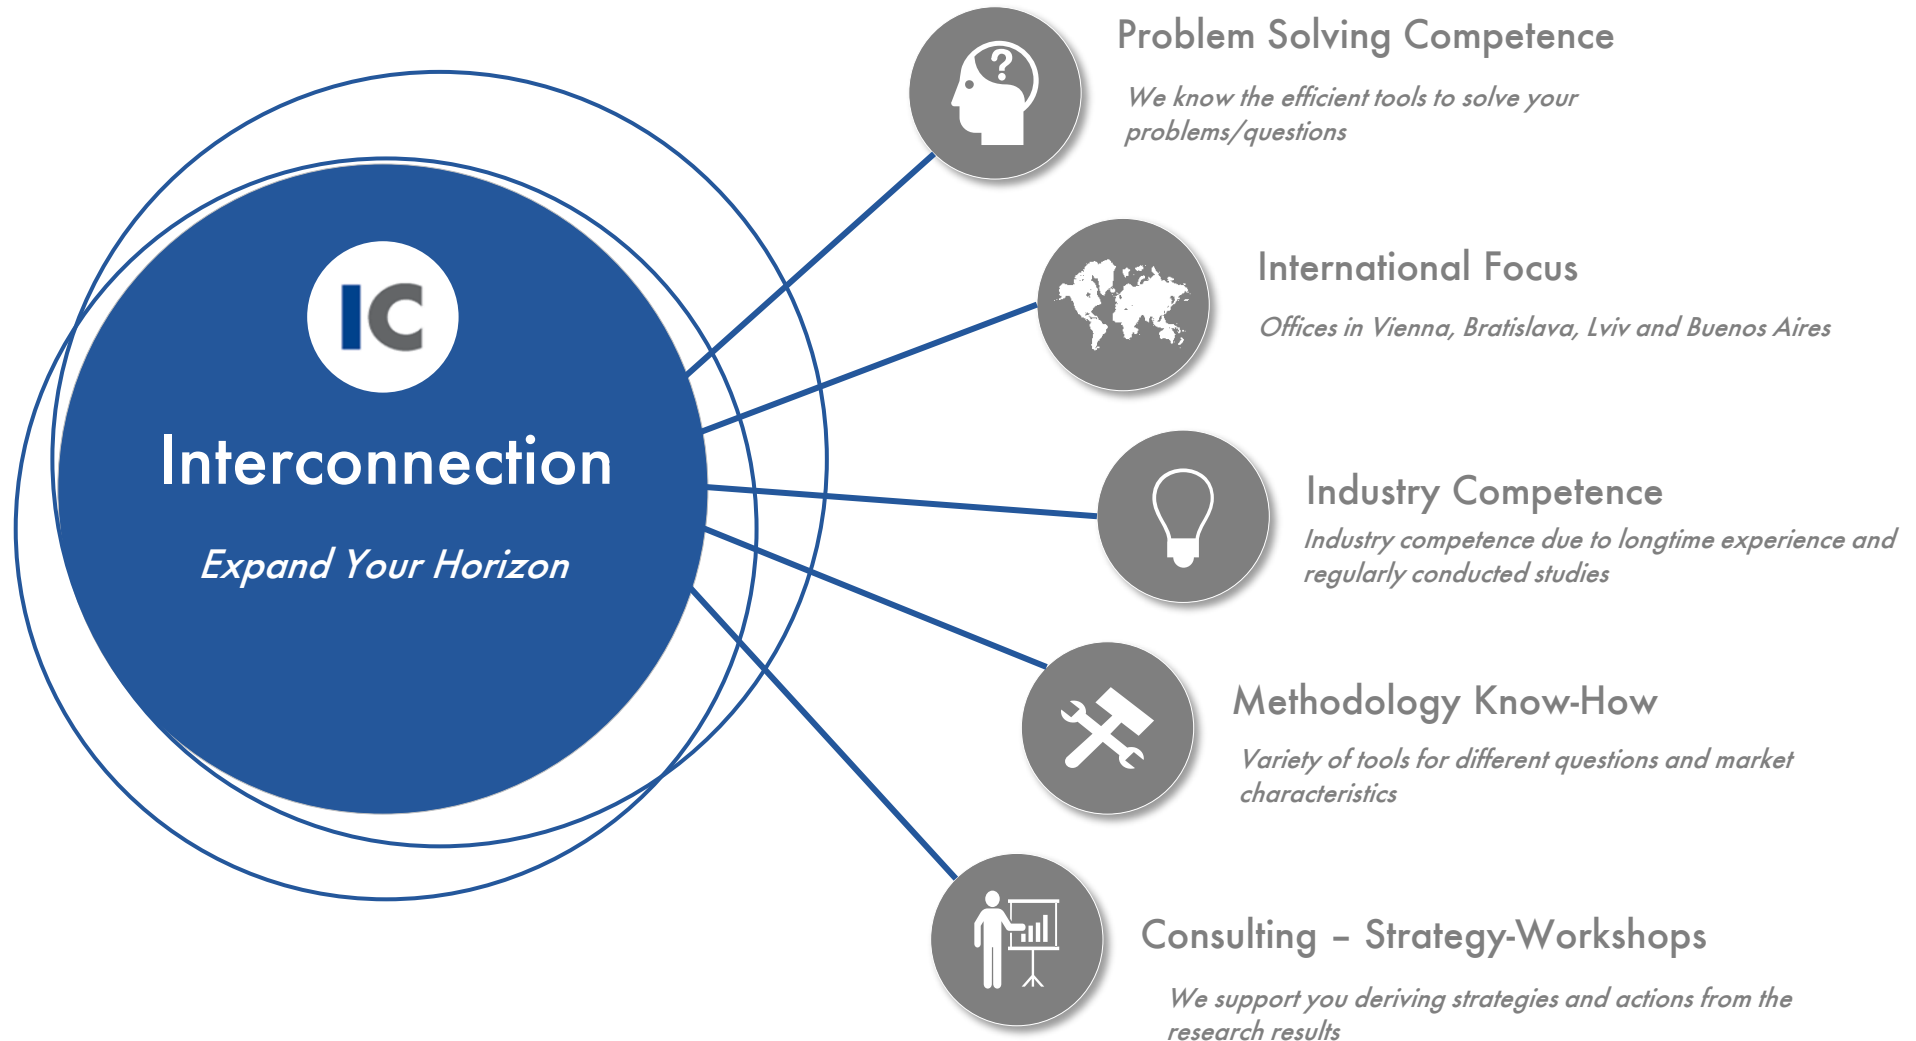 IC
Interconnection
Expand Your Horizon
Problem Solving Competence
We know the efficient tools to solve your
problems/questions
International Focus
Offices in Vienna, Bratislava, Lviv and Buenos Aires
Industry Competence
Industry competence due to longtime experience and
regularly conducted studies
Methodology Know-How
Variety of tools for different questions and market
characteristics
Consulting – Strategy-Workshops
We support you deriving strategies and actions from the
research results